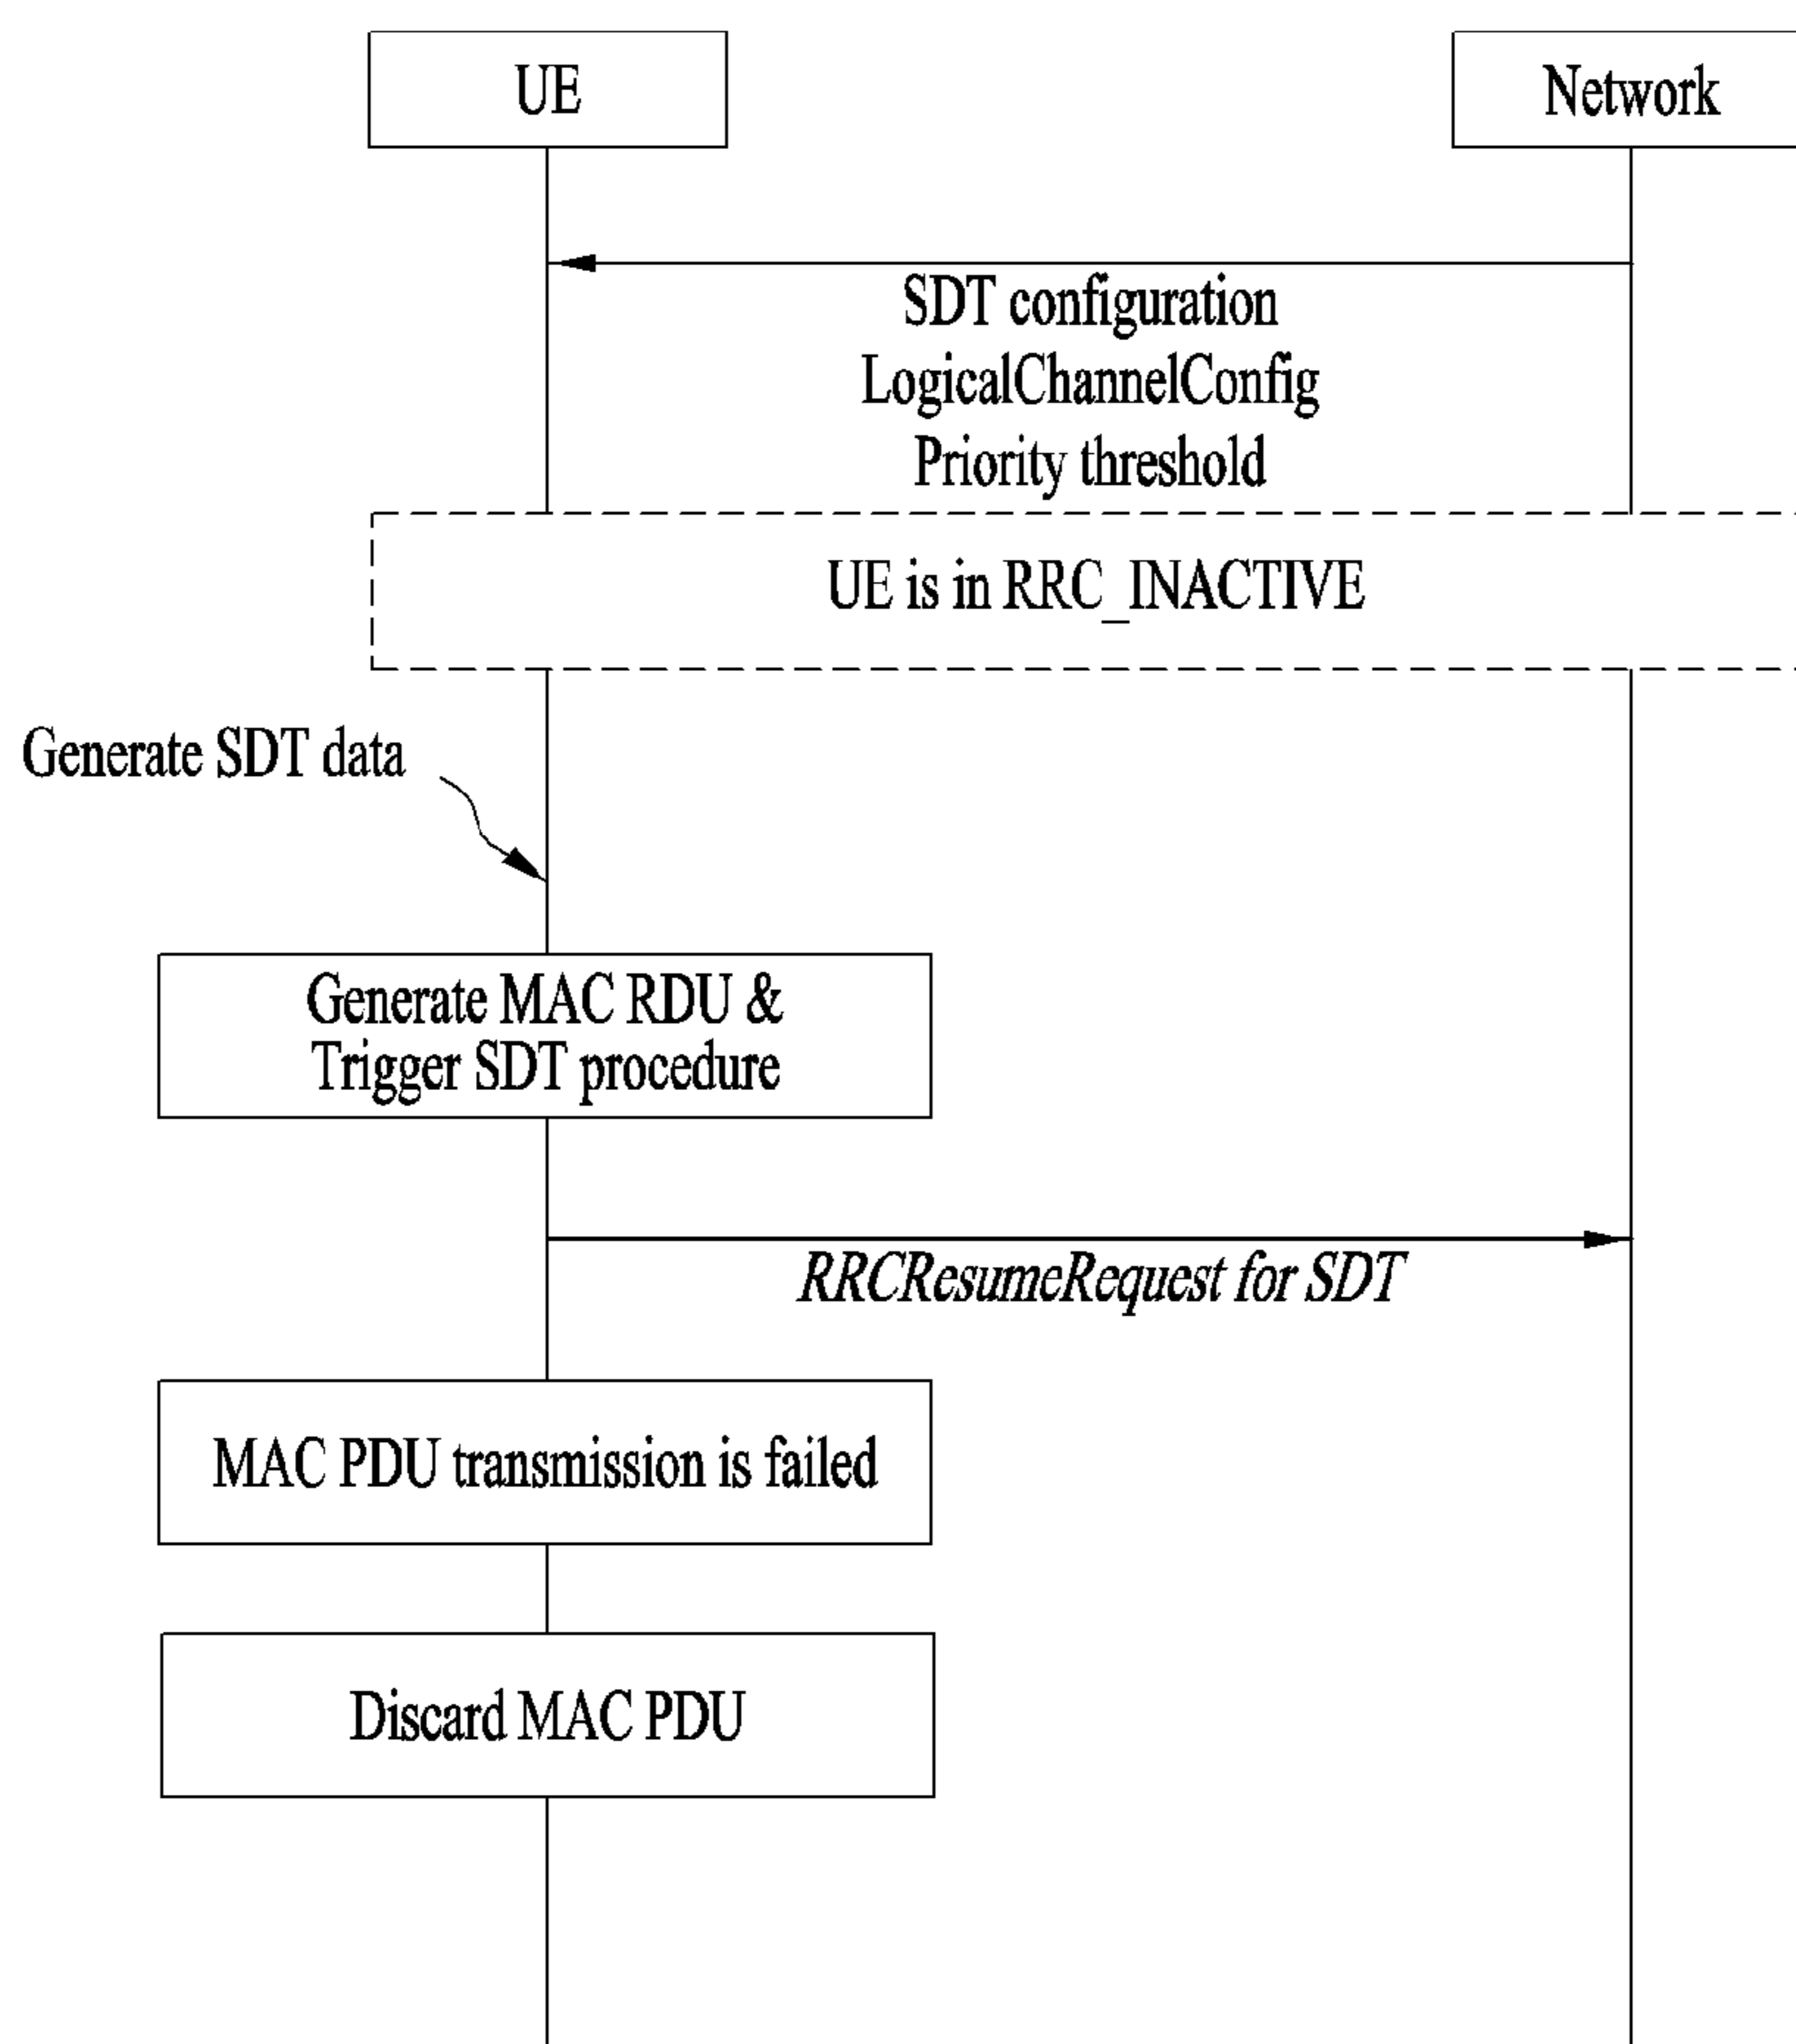 UE
Network
SDT configuration
LogicalChannelConfig
Priority threshold
UE is in RRC_INACTIVE
Generate SDT data
Generate MAC RDU &
Trigger SDT procedure
RRCResumeRequest for SDT
MAC PDU transmission is failed
Discard MAC PDU